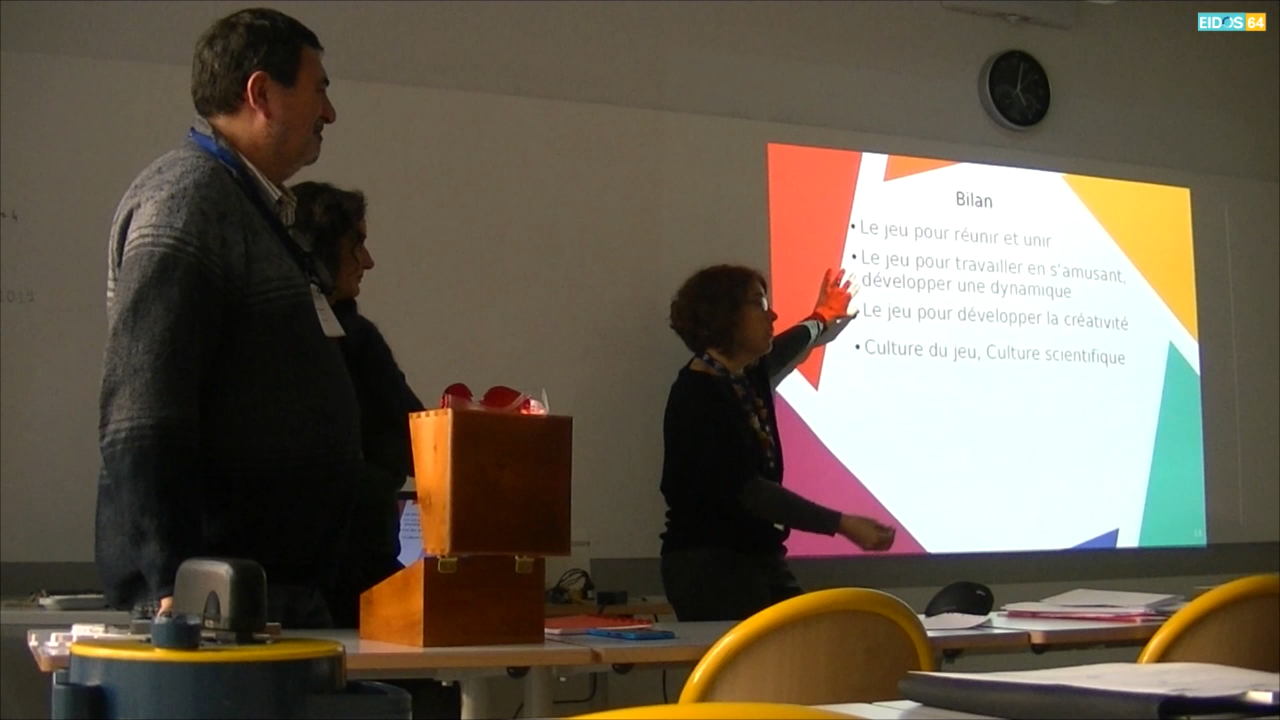 EIDOS 64
Bilan
• Le jeu pour réunir et unir
• Le jeu pour travailler en s'amusant,
développer une dynamique
• Le jeu pour développer la créativité
• Culture du jeu, Culture scientifique